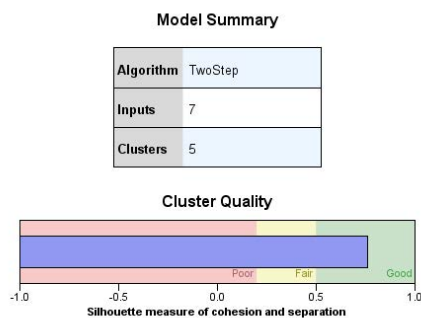 Model Summary
Algorithm TwoStep
Inputs 7
Clusters 5
Cluster Quality
Poor Fair Good
-1.0 -0.5 0.0 0.5 1.0
Silhouette measure of cohesion and separation